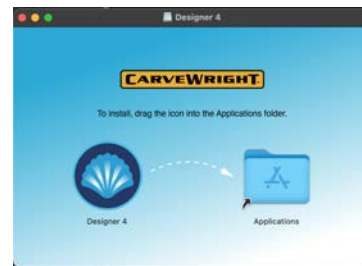 Designer 4
CARVEWRIGHT
To install, drag the icon into the Applications folder.
Designer 4
Applications